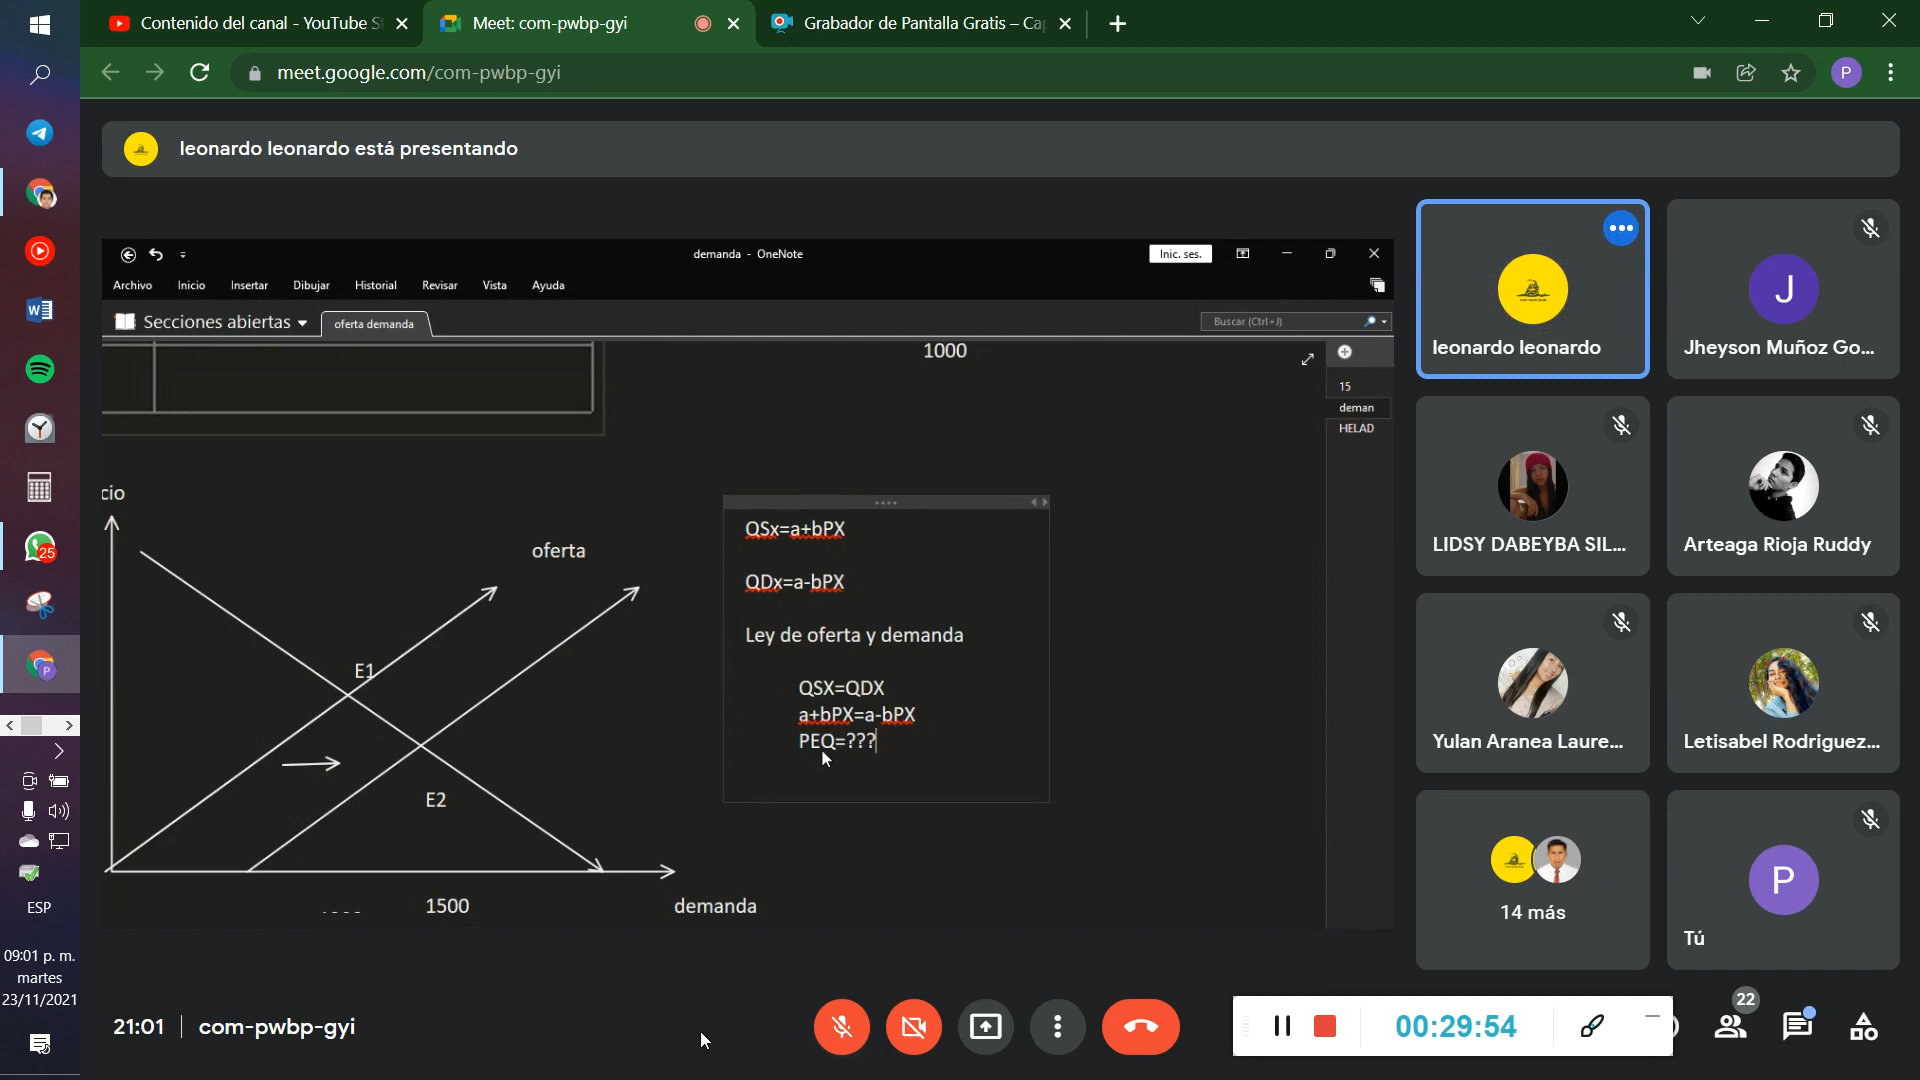 Contenido del canal - YouTube S
Meet: com-pwbp-gyi
Grabador de Pantalla Gratis – Ca
meet.google.com/com-pwbp-gyi
P
leonardo leonardo está presentando
demanda - OneNote
Inic. ses.
Archivo
Inicio
Insertar
Dibujar
Historial
Revisar
Vista
Ayuda
Secciones abiertas
oferta demanda
Buscar (Ctrl+J)
1000
15
deman
HELAD
cio
oferta
E1
E2
1500
demanda
QSx=a+bPX
QDx=a-bPX
Ley de oferta y demanda
QSX=QDX
a+bPX=a-bPX
PEQ=???
leonardo leonardo
J
Jheyson Muñoz Go...
LIDSY DABEYBA SIL...
Arteaga Rioja Ruddy
Yulan Aranea Laure...
Letisabel Rodriguez...
14 más
P
Tú
25
P
ESP
09:01 p. m.
martes
23/11/2021
21:01
com-pwbp-gyi
00:29:54
22